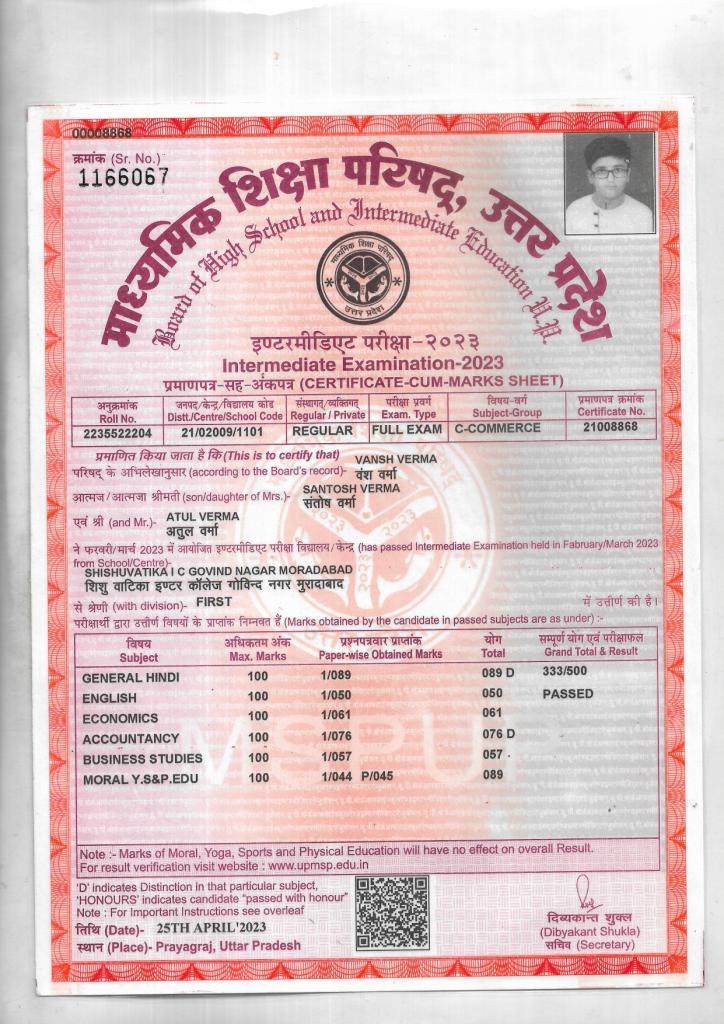 00008868
क्रमांक (Sr. No.)
1166067
माध्यमिक शिक्षा परिषद्, उत्तर प्रदेश
Board of High School and Intermediate Education U.P.
माध्यमिक शिक्षा परिषद्
उत्तर प्रदेश
इण्टरमीडिएट परीक्षा-२०२३
Intermediate Examination-2023
प्रमाणपत्र-सह-अंकपत्र (CERTIFICATE-CUM-MARKS SHEET)
अनुक्रमांक जनपद/केन्द्र/विद्यालय कोड संस्थागत/व्यक्तिगत परीक्षा प्रवर्ग विषय-वर्ग प्रमाणपत्र क्रमांक
Roll No. Distt./Centre/School Code Regular / Private Exam. Type Subject-Group Certificate No.
2235522204 21/02009/1101 REGULAR FULL EXAM C-COMMERCE 21008868
प्रमाणित किया जाता है कि (This is to certify that) VANSH VERMA
परिषद् के अभिलेखानुसार (according to the Board's record)- वंश वर्मा
आत्मज/आत्मजा श्रीमती (son/daughter of Mrs.)- SANTOSH VERMA
संतोष वर्मा
एवं श्री (and Mr.)- ATUL VERMA
अतुल वर्मा
ने फरवरी/मार्च 2023 में आयोजित इण्टरमीडिएट परीक्षा विद्यालय/केन्द्र (has passed Intermediate Examination held in Fabruary/March 2023
from School/Centre)-
SHISHUVATIKA I C GOVIND NAGAR MORADABAD
शिशु वाटिका इण्टर कॉलेज गोविन्द नगर मुरादाबाद
से श्रेणी (with division)- FIRST में उत्तीर्ण की है।
परीक्षार्थी द्वारा उत्तीर्ण विषयों के प्राप्तांक निम्नवत हैं (Marks obtained by the candidate in passed subjects are as under) :-
विषय अधिकतम अंक प्रश्नपत्रवार प्राप्तांक योग सम्पूर्ण योग एवं परीक्षाफल
Subject Max. Marks Paper-wise Obtained Marks Total Grand Total & Result
GENERAL HINDI 100 1/089 089 D 333/500
ENGLISH 100 1/050 050 PASSED
ECONOMICS 100 1/061 061
ACCOUNTANCY 100 1/076 076 D
BUSINESS STUDIES 100 1/057 057
MORAL Y.S&P.EDU 100 1/044 P/045 089
Note :- Marks of Moral, Yoga, Sports and Physical Education will have no effect on overall Result.
For result verification visit website : www.upmsp.edu.in
'D' indicates Distinction in that particular subject,
'HONOURS' indicates candidate "passed with honour"
Note : For Important Instructions see overleaf
तिथि (Date)- 25TH APRIL'2023
स्थान (Place)- Prayagraj, Uttar Pradesh
दिव्यकान्त शुक्ल
(Dibyakant Shukla)
सचिव (Secretary)